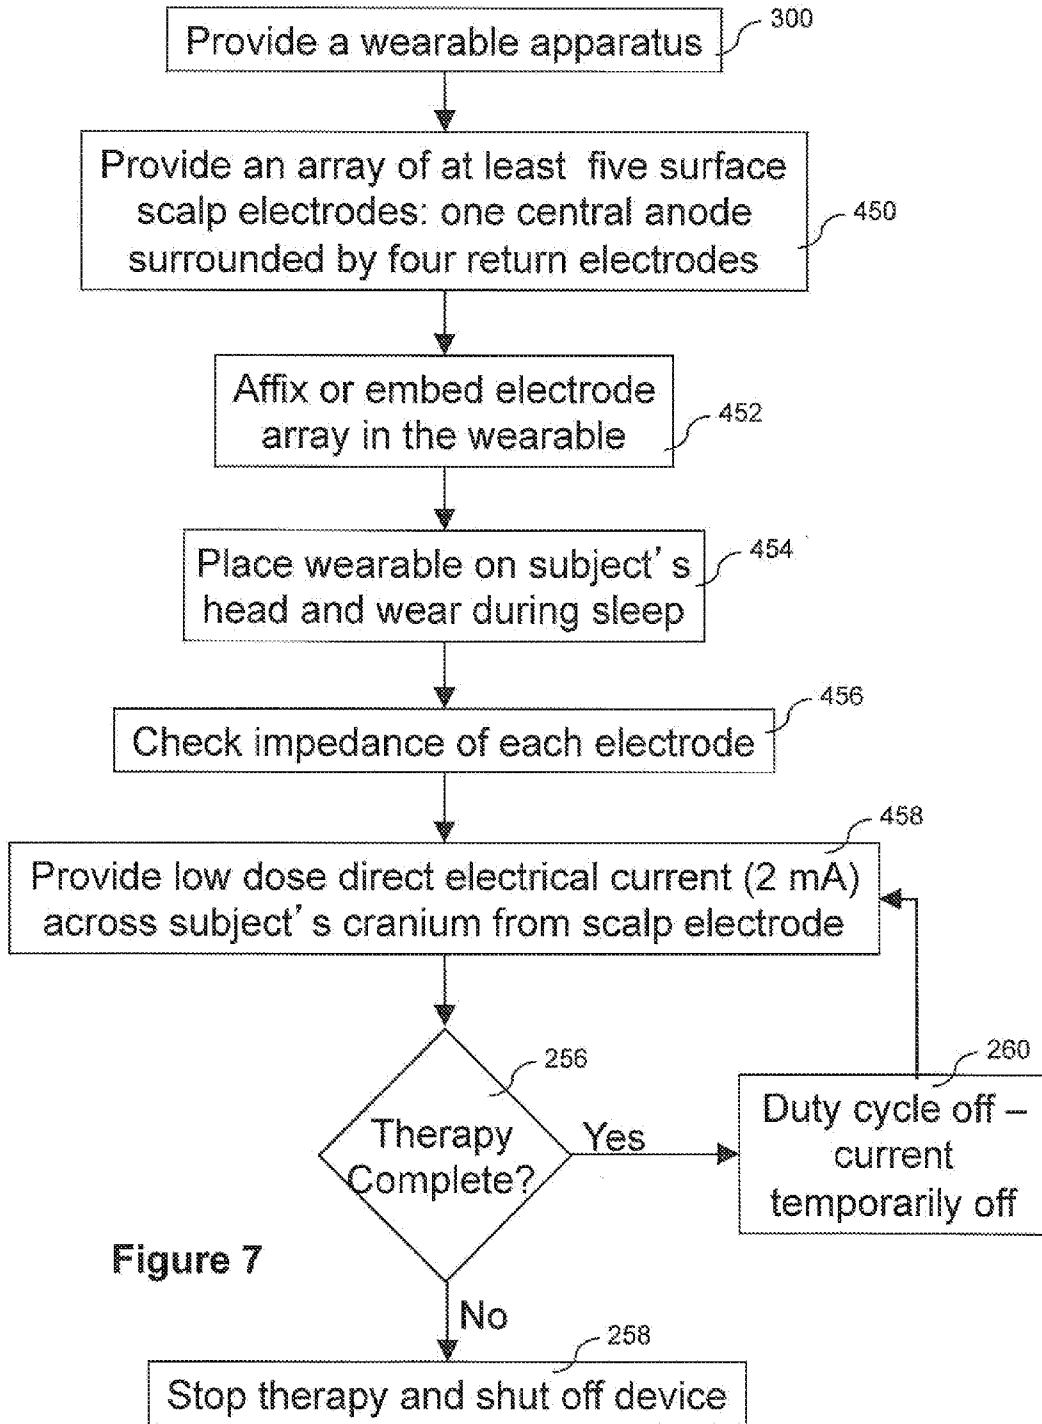 Provide a wearable apparatus
300
Provide an array of at least five surface
scalp electrodes: one central anode
surrounded by four return electrodes
450
Affix or embed electrode
array in the wearable
452
Place wearable on subject's
head and wear during sleep
454
Check impedance of each electrode
456
Provide low dose direct electrical current (2 mA)
across subject's cranium from scalp electrode
458
Therapy
Complete?
256
Yes
Duty cycle off –
current
temporarily off
260
Figure 7
No
Stop therapy and shut off device
258